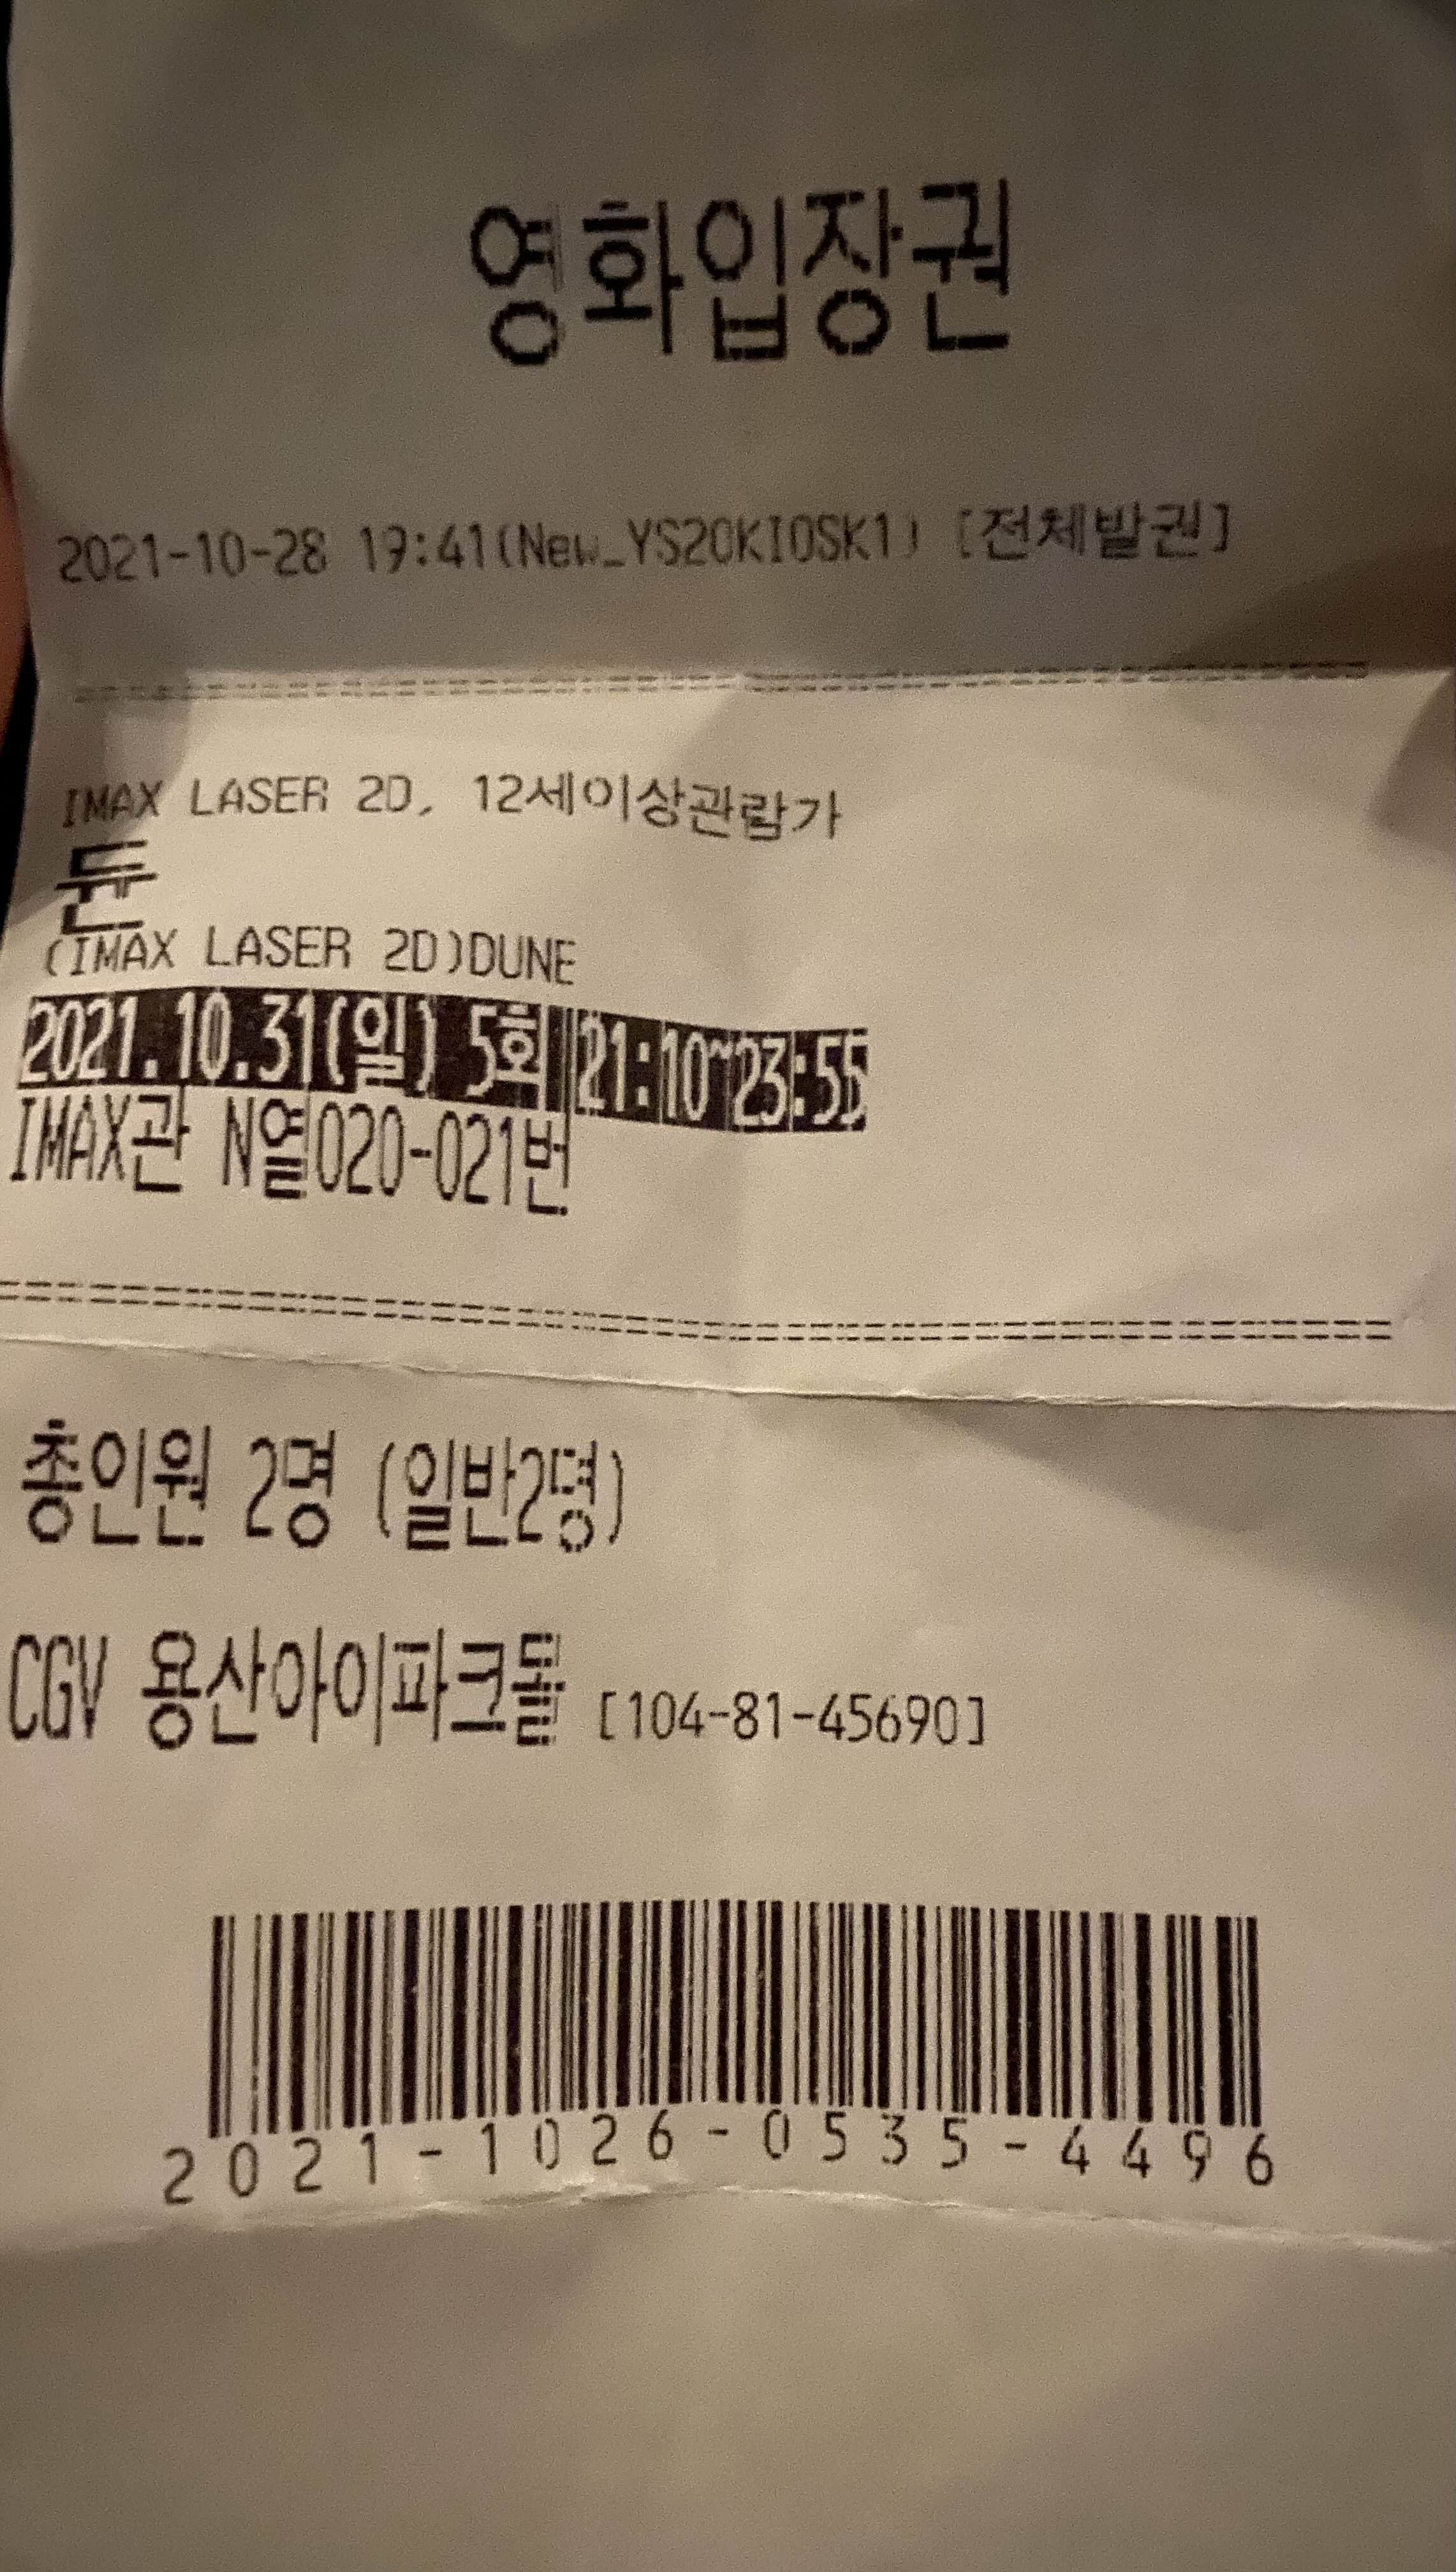 영화입장권
2021-10-28 19:41(New_YS20KIOSK1) [전체발권]
IMAX LASER 2D, 12세이상관람가
듄
(IMAX LASER 2D)DUNE
2021.10.31(일) 5회 21:10~23:55
IMAX관 N열020-021번
총인원 2명 (일반2명)
CGV 용산아이파크몰 [104-81-45690]
2021-1026-0535-4496